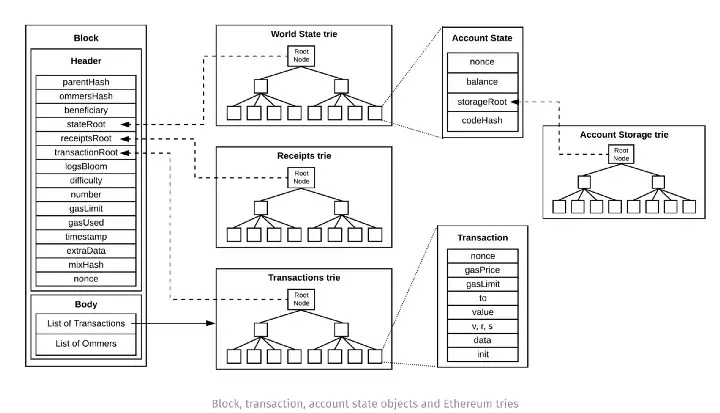 Block
Header
parentHash
ommersHash
beneficiary
stateRoot
receiptsRoot
transactionRoot
logsBloom
difficulty
number
gasLimit
gasUsed
timestamp
extraData
mixHash
nonce
Body
List of Transactions
List of Ommers
World State trie
Root
Node
Receipts trie
Root
Node
Transactions trie
Root
Node
Account State
nonce
balance
storageRoot
codeHash
Account Storage trie
Root
Node
Transaction
nonce
gasPrice
gasLimit
to
value
v, r, s
data
init
Block, transaction, account state objects and Ethereum tries